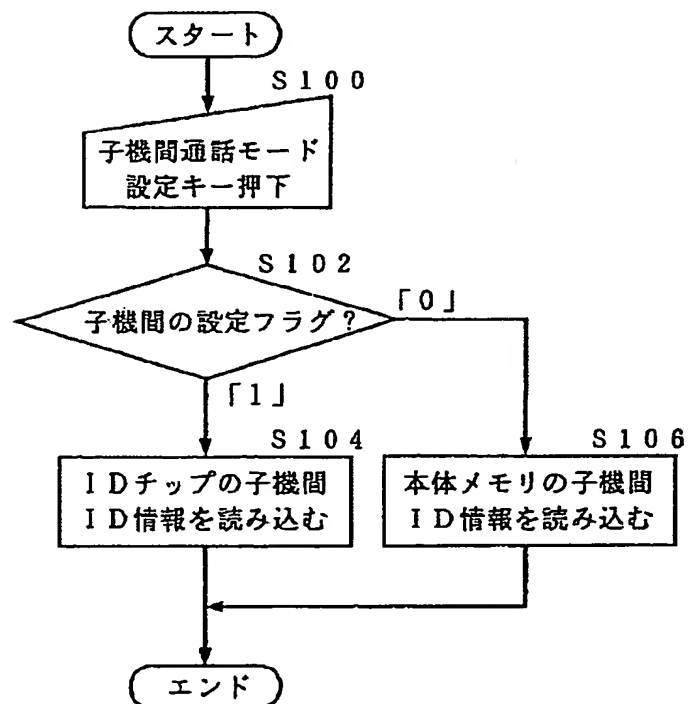 スタート
S100
子機間通話モード
設定キー押下
S102
子機間の設定フラグ?
「0」
「1」
S104
IDチップの子機間
ID情報を読み込む
S106
本体メモリの子機間
ID情報を読み込む
エンド